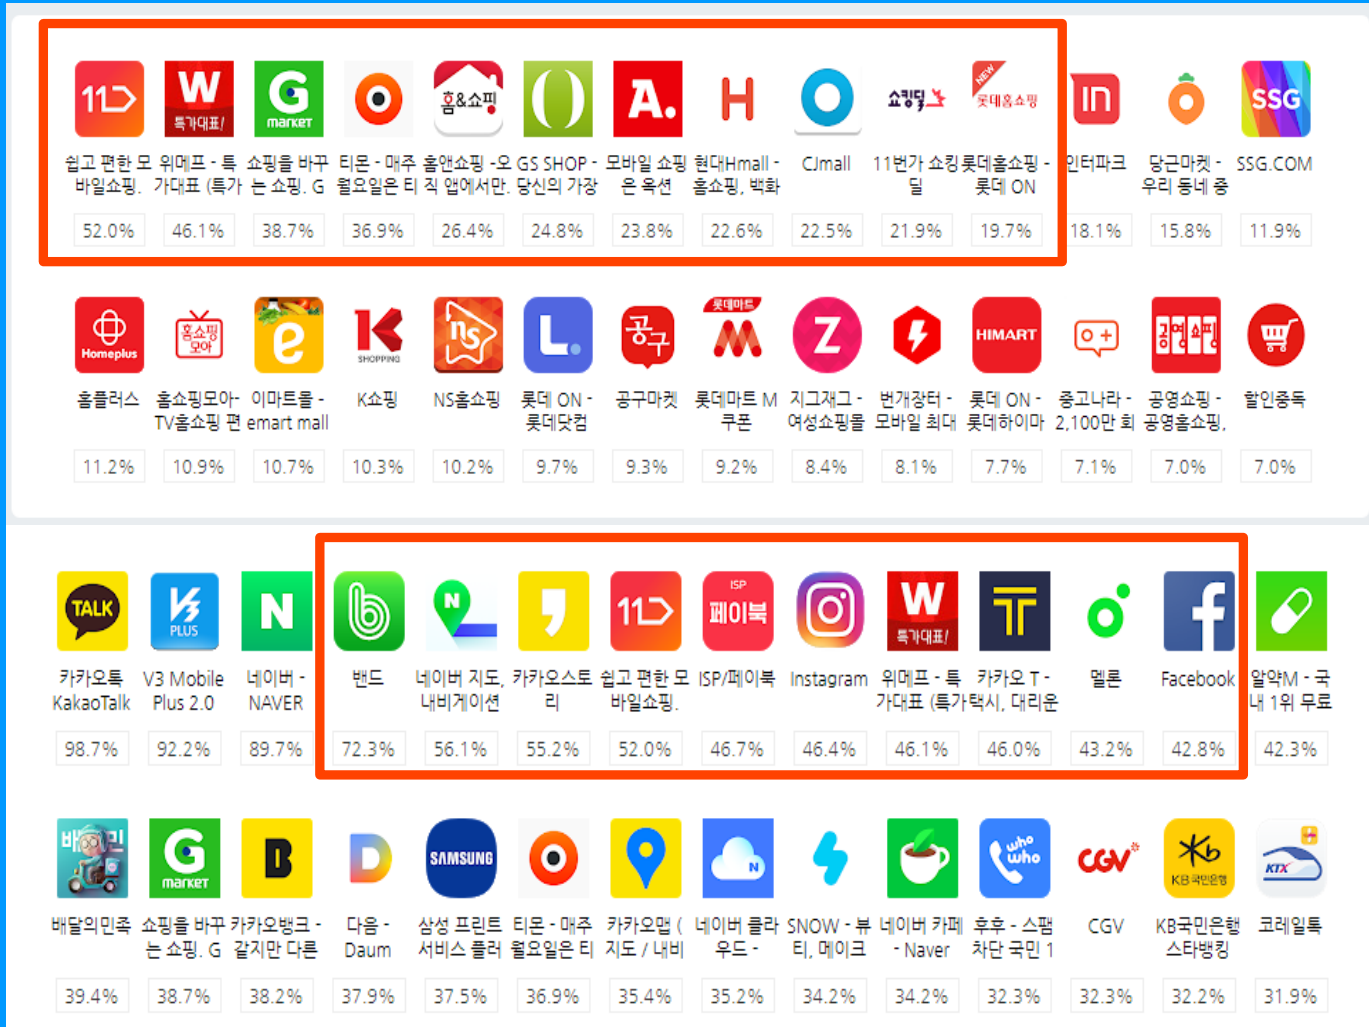 11
W
특가대표!
G
market
홈&쇼핑
A.
H
쇼킹딜
NEW
롯데홈쇼핑
in
SSG
쉽고 편한 모 위메프 - 특 쇼핑을 바꾸 티몬 - 매주 홈앤쇼핑 -오 GS SHOP - 모바일 쇼핑 현대Hmall - CJmall 11번가 쇼킹 롯데홈쇼핑 - 인터파크 당근마켓 - SSG.COM
바일쇼핑. 가대표 (특가 는 쇼핑. G 월요일은 티 직 앱에서만. 당신의 가장 은 옥션 홈쇼핑, 백화 딜 롯데 ON 우리 동네 중
52.0% 46.1% 38.7% 36.9% 26.4% 24.8% 23.8% 22.6% 22.5% 21.9% 19.7% 18.1% 15.8% 11.9%
Homeplus
홈쇼핑
모아
e
K
SHOPPING
ns
L.
공구
롯데마트
M
Z
HIMART
공영쇼핑
홈플러스 홈쇼핑모아- 이마트몰 - K쇼핑 NS홈쇼핑 롯데 ON - 공구마켓 롯데마트 M 지그재그 - 번개장터 - 롯데 ON - 중고나라 - 공영쇼핑 - 할인중독
TV홈쇼핑 편 emart mall 롯데닷컴 쿠폰 여성쇼핑몰 모바일 최대 롯데하이마 2,100만 회 공영홈쇼핑,
11.2% 10.9% 10.7% 10.3% 10.2% 9.7% 9.3% 9.2% 8.4% 8.1% 7.7% 7.1% 7.0% 7.0%
TALK
V3
PLUS
N
b
N
11
ISP
페이북
W
특가대표!
T
f
카카오톡 V3 Mobile 네이버 - 밴드 네이버 지도, 카카오스토 쉽고 편한 모 ISP/페이북 Instagram 위메프 - 특 카카오 T - 멜론 Facebook 알약M - 국
KakaoTalk Plus 2.0 NAVER 내비게이션 리 바일쇼핑. 가대표 (특가 택시, 대리운 내 1위 무료
98.7% 92.2% 89.7% 72.3% 56.1% 55.2% 52.0% 46.7% 46.4% 46.1% 46.0% 43.2% 42.8% 42.3%
배민
G
market
B
D
SAMSUNG
N
who
who
CGV
Kb
KB국민은행
KTX
배달의민족 쇼핑을 바꾸 카카오뱅크 - 다음 - 삼성 프린트 티몬 - 매주 카카오맵 ( 네이버 클라 SNOW - 뷰 네이버 카페 후후 - 스팸 CGV KB국민은행 코레일톡
는 쇼핑. G 같지만 다른 Daum 서비스 플러 월요일은 티 지도 / 내비 우드 - 티, 메이크 - Naver 차단 국민 1 스타뱅킹
39.4% 38.7% 38.2% 37.9% 37.5% 36.9% 35.4% 35.2% 34.2% 34.2% 32.3% 32.3% 32.2% 31.9%